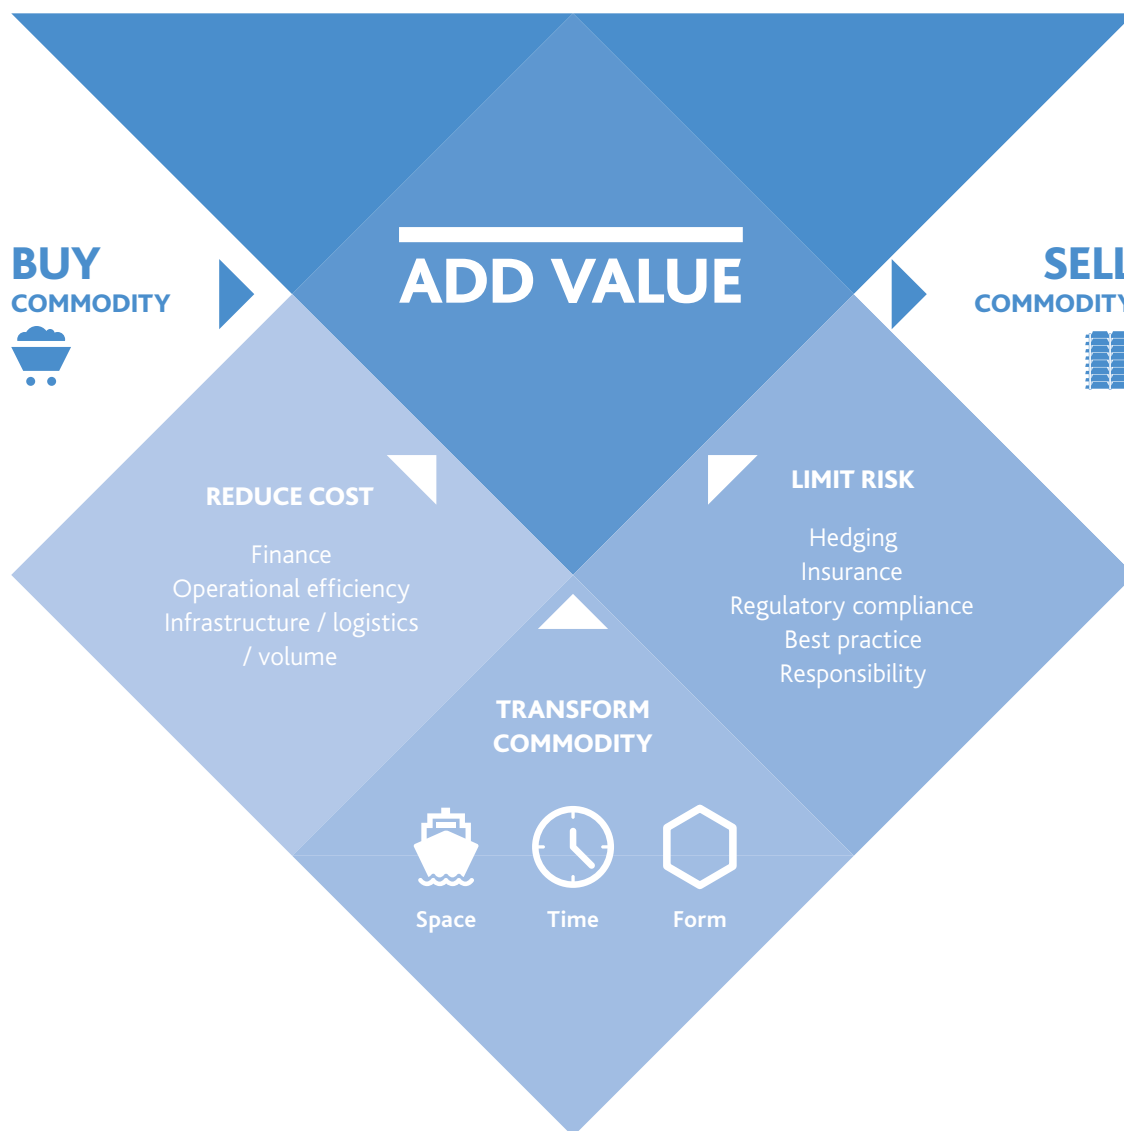 BUY
COMMODITY
ADD VALUE
SELL
COMMODITY
REDUCE COST
Finance
Operational efficiency
Infrastructure / logistics
/ volume
LIMIT RISK
Hedging
Insurance
Regulatory compliance
Best practice
Responsibility
TRANSFORM
COMMODITY
Space
Time
Form